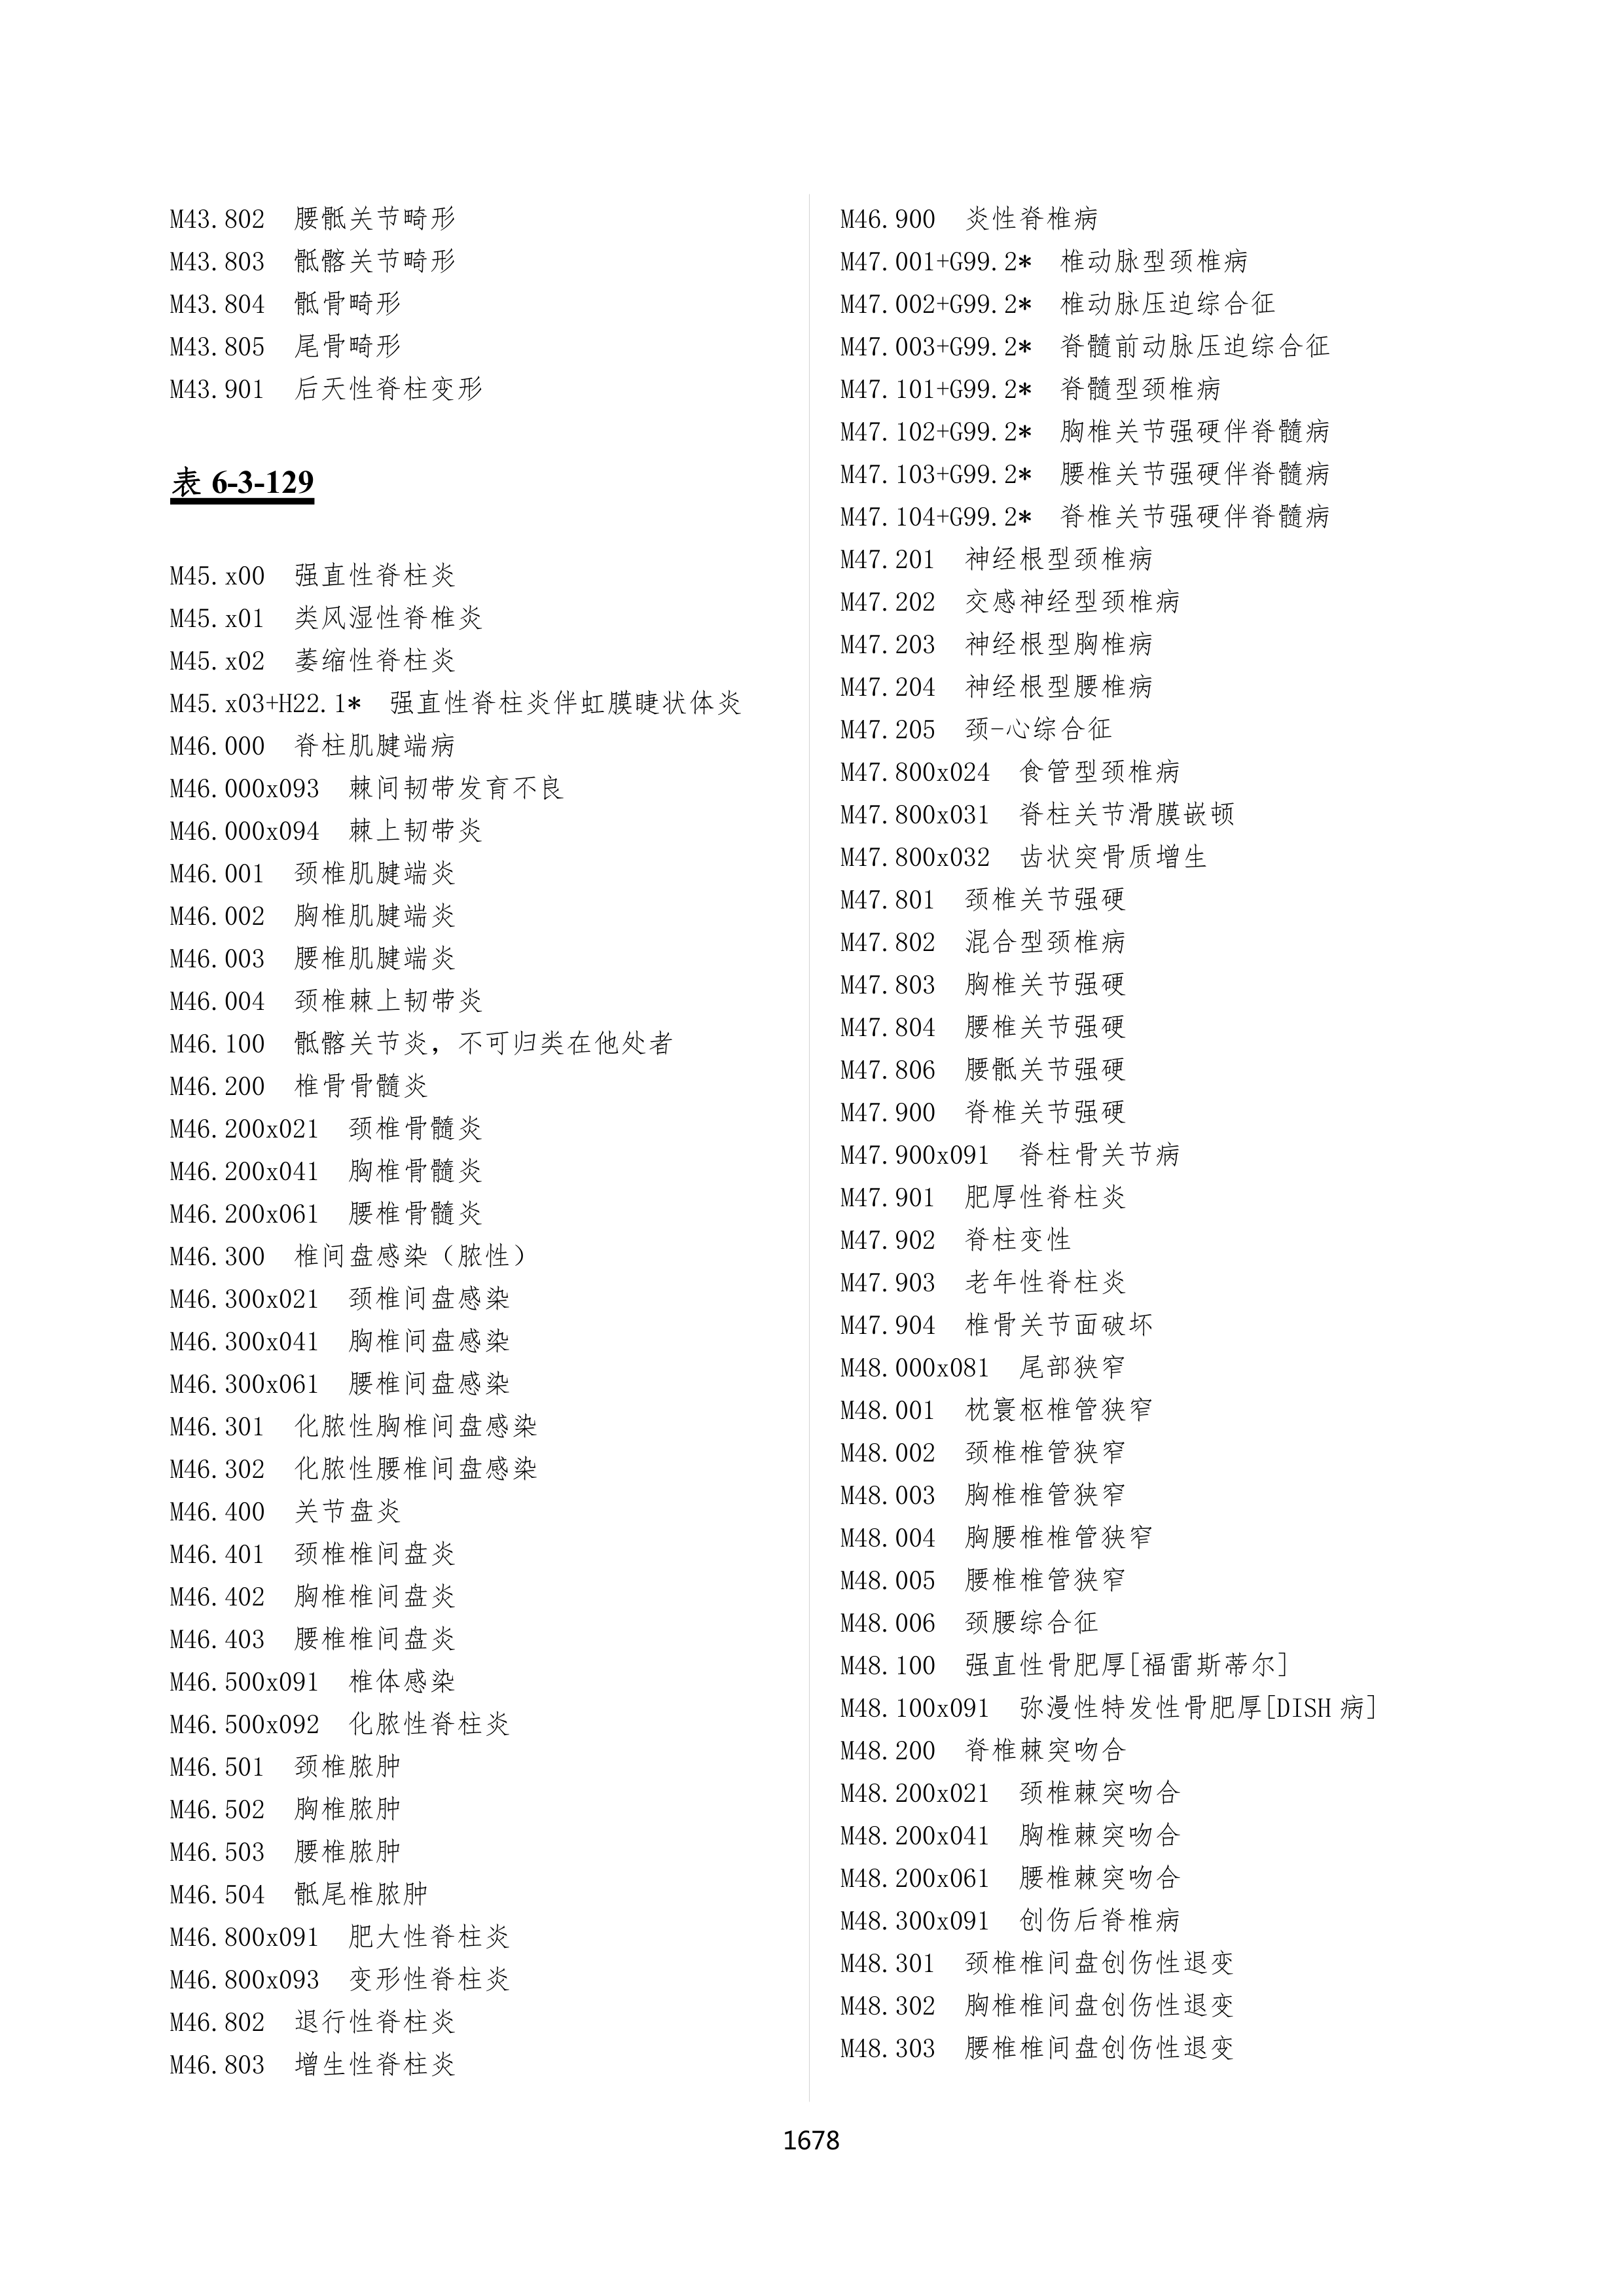 M43.802 腰骶关节畸形
M43.803 骶髂关节畸形
M43.804 骶骨畸形
M43.805 尾骨畸形
M43.901 后天性脊柱变形
表 6-3-129
M45.x00 强直性脊柱炎
M45.x01 类风湿性脊椎炎
M45.x02 萎缩性脊柱炎
M45.x03+H22.1* 强直性脊柱炎伴虹膜睫状体炎
M46.000 脊柱肌腱端病
M46.000x093 棘间韧带发育不良
M46.000x094 棘上韧带炎
M46.001 颈椎肌腱端炎
M46.002 胸椎肌腱端炎
M46.003 腰椎肌腱端炎
M46.004 颈椎棘上韧带炎
M46.100 骶髂关节炎，不可归类在他处者
M46.200 椎骨骨髓炎
M46.200x021 颈椎骨髓炎
M46.200x041 胸椎骨髓炎
M46.200x061 腰椎骨髓炎
M46.300 椎间盘感染（脓性）
M46.300x021 颈椎间盘感染
M46.300x041 胸椎间盘感染
M46.300x061 腰椎间盘感染
M46.301 化脓性胸椎间盘感染
M46.302 化脓性腰椎间盘感染
M46.400 关节盘炎
M46.401 颈椎椎间盘炎
M46.402 胸椎椎间盘炎
M46.403 腰椎椎间盘炎
M46.500x091 椎体感染
M46.500x092 化脓性脊柱炎
M46.501 颈椎脓肿
M46.502 胸椎脓肿
M46.503 腰椎脓肿
M46.504 骶尾椎脓肿
M46.800x091 肥大性脊柱炎
M46.800x093 变形性脊柱炎
M46.802 退行性脊柱炎
M46.803 增生性脊柱炎
M46.900 炎性脊椎病
M47.001+G99.2* 椎动脉型颈椎病
M47.002+G99.2* 椎动脉压迫综合征
M47.003+G99.2* 脊髓前动脉压迫综合征
M47.101+G99.2* 脊髓型颈椎病
M47.102+G99.2* 胸椎关节强硬伴脊髓病
M47.103+G99.2* 腰椎关节强硬伴脊髓病
M47.104+G99.2* 脊椎关节强硬伴脊髓病
M47.201 神经根型颈椎病
M47.202 交感神经型颈椎病
M47.203 神经根型胸椎病
M47.204 神经根型腰椎病
M47.205 颈-心综合征
M47.800x024 食管型颈椎病
M47.800x031 脊柱关节滑膜嵌顿
M47.800x032 齿状突骨质增生
M47.801 颈椎关节强硬
M47.802 混合型颈椎病
M47.803 胸椎关节强硬
M47.804 腰椎关节强硬
M47.806 腰骶关节强硬
M47.900 脊椎关节强硬
M47.900x091 脊柱骨关节病
M47.901 肥厚性脊柱炎
M47.902 脊柱变性
M47.903 老年性脊柱炎
M47.904 椎骨关节面破坏
M48.000x081 尾部狭窄
M48.001 枕寰枢椎管狭窄
M48.002 颈椎椎管狭窄
M48.003 胸椎椎管狭窄
M48.004 胸腰椎椎管狭窄
M48.005 腰椎椎管狭窄
M48.006 颈腰综合征
M48.100 强直性骨肥厚[福雷斯蒂尔]
M48.100x091 弥漫性特发性骨肥厚[DISH 病]
M48.200 脊椎棘突吻合
M48.200x021 颈椎棘突吻合
M48.200x041 胸椎棘突吻合
M48.200x061 腰椎棘突吻合
M48.300x091 创伤后脊椎病
M48.301 颈椎椎间盘创伤性退变
M48.302 胸椎椎间盘创伤性退变
M48.303 腰椎椎间盘创伤性退变
1678